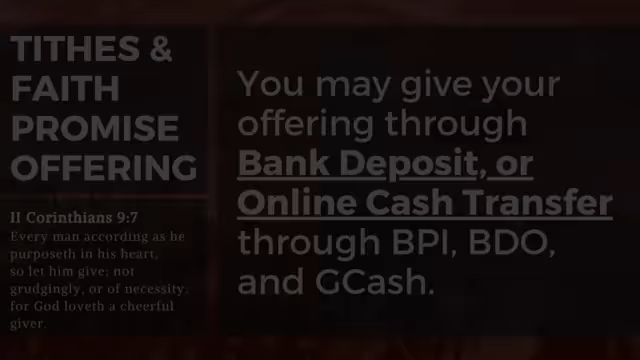 TITHES &
FAITH
PROMISE
OFFERING
II Corinthians 9:7
Every man according as he
purposeth in his heart,
so let him give; not
grudgingly, or of necessity:
for God loveth a cheerful
giver.
You may give your
offering through
Bank Deposit, or
Online Cash Transfer
through BPI, BDO,
and GCash.